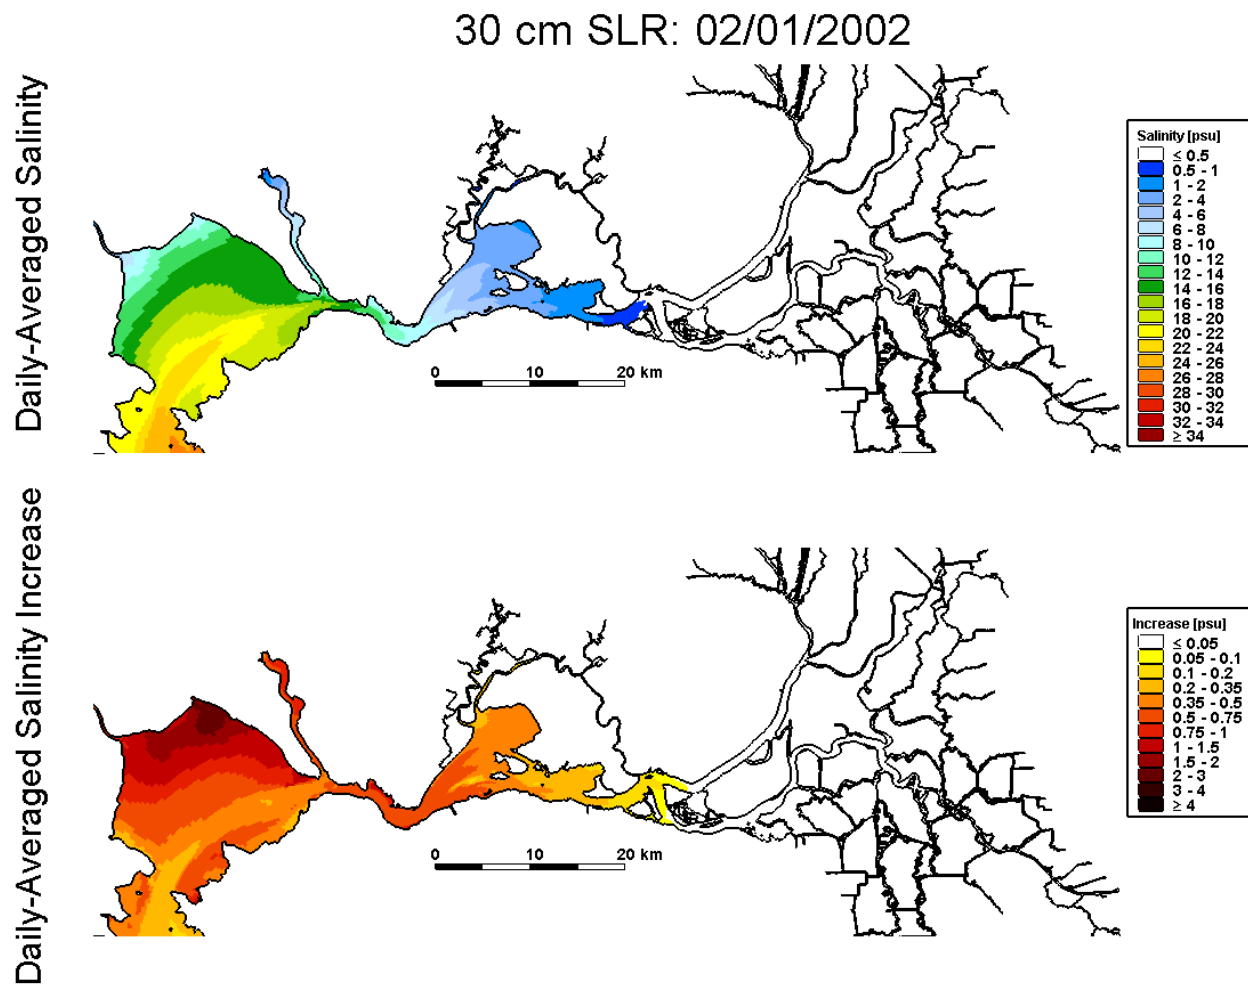 30 cm SLR: 02/01/2002
Daily-Averaged Salinity
Salinity [psu]
≤ 0.5
0.5 - 1
1 - 2
2 - 4
4 - 6
6 - 8
8 - 10
10 - 12
12 - 14
14 - 16
16 - 18
18 - 20
20 - 22
22 - 24
24 - 26
26 - 28
28 - 30
30 - 32
32 - 34
≥ 34
0 10 20 km
Daily-Averaged Salinity Increase
Increase [psu]
≤ 0.05
0.05 - 0.1
0.1 - 0.2
0.2 - 0.35
0.35 - 0.5
0.5 - 0.75
0.75 - 1
1 - 1.5
1.5 - 2
2 - 3
3 - 4
≥ 4
0 10 20 km